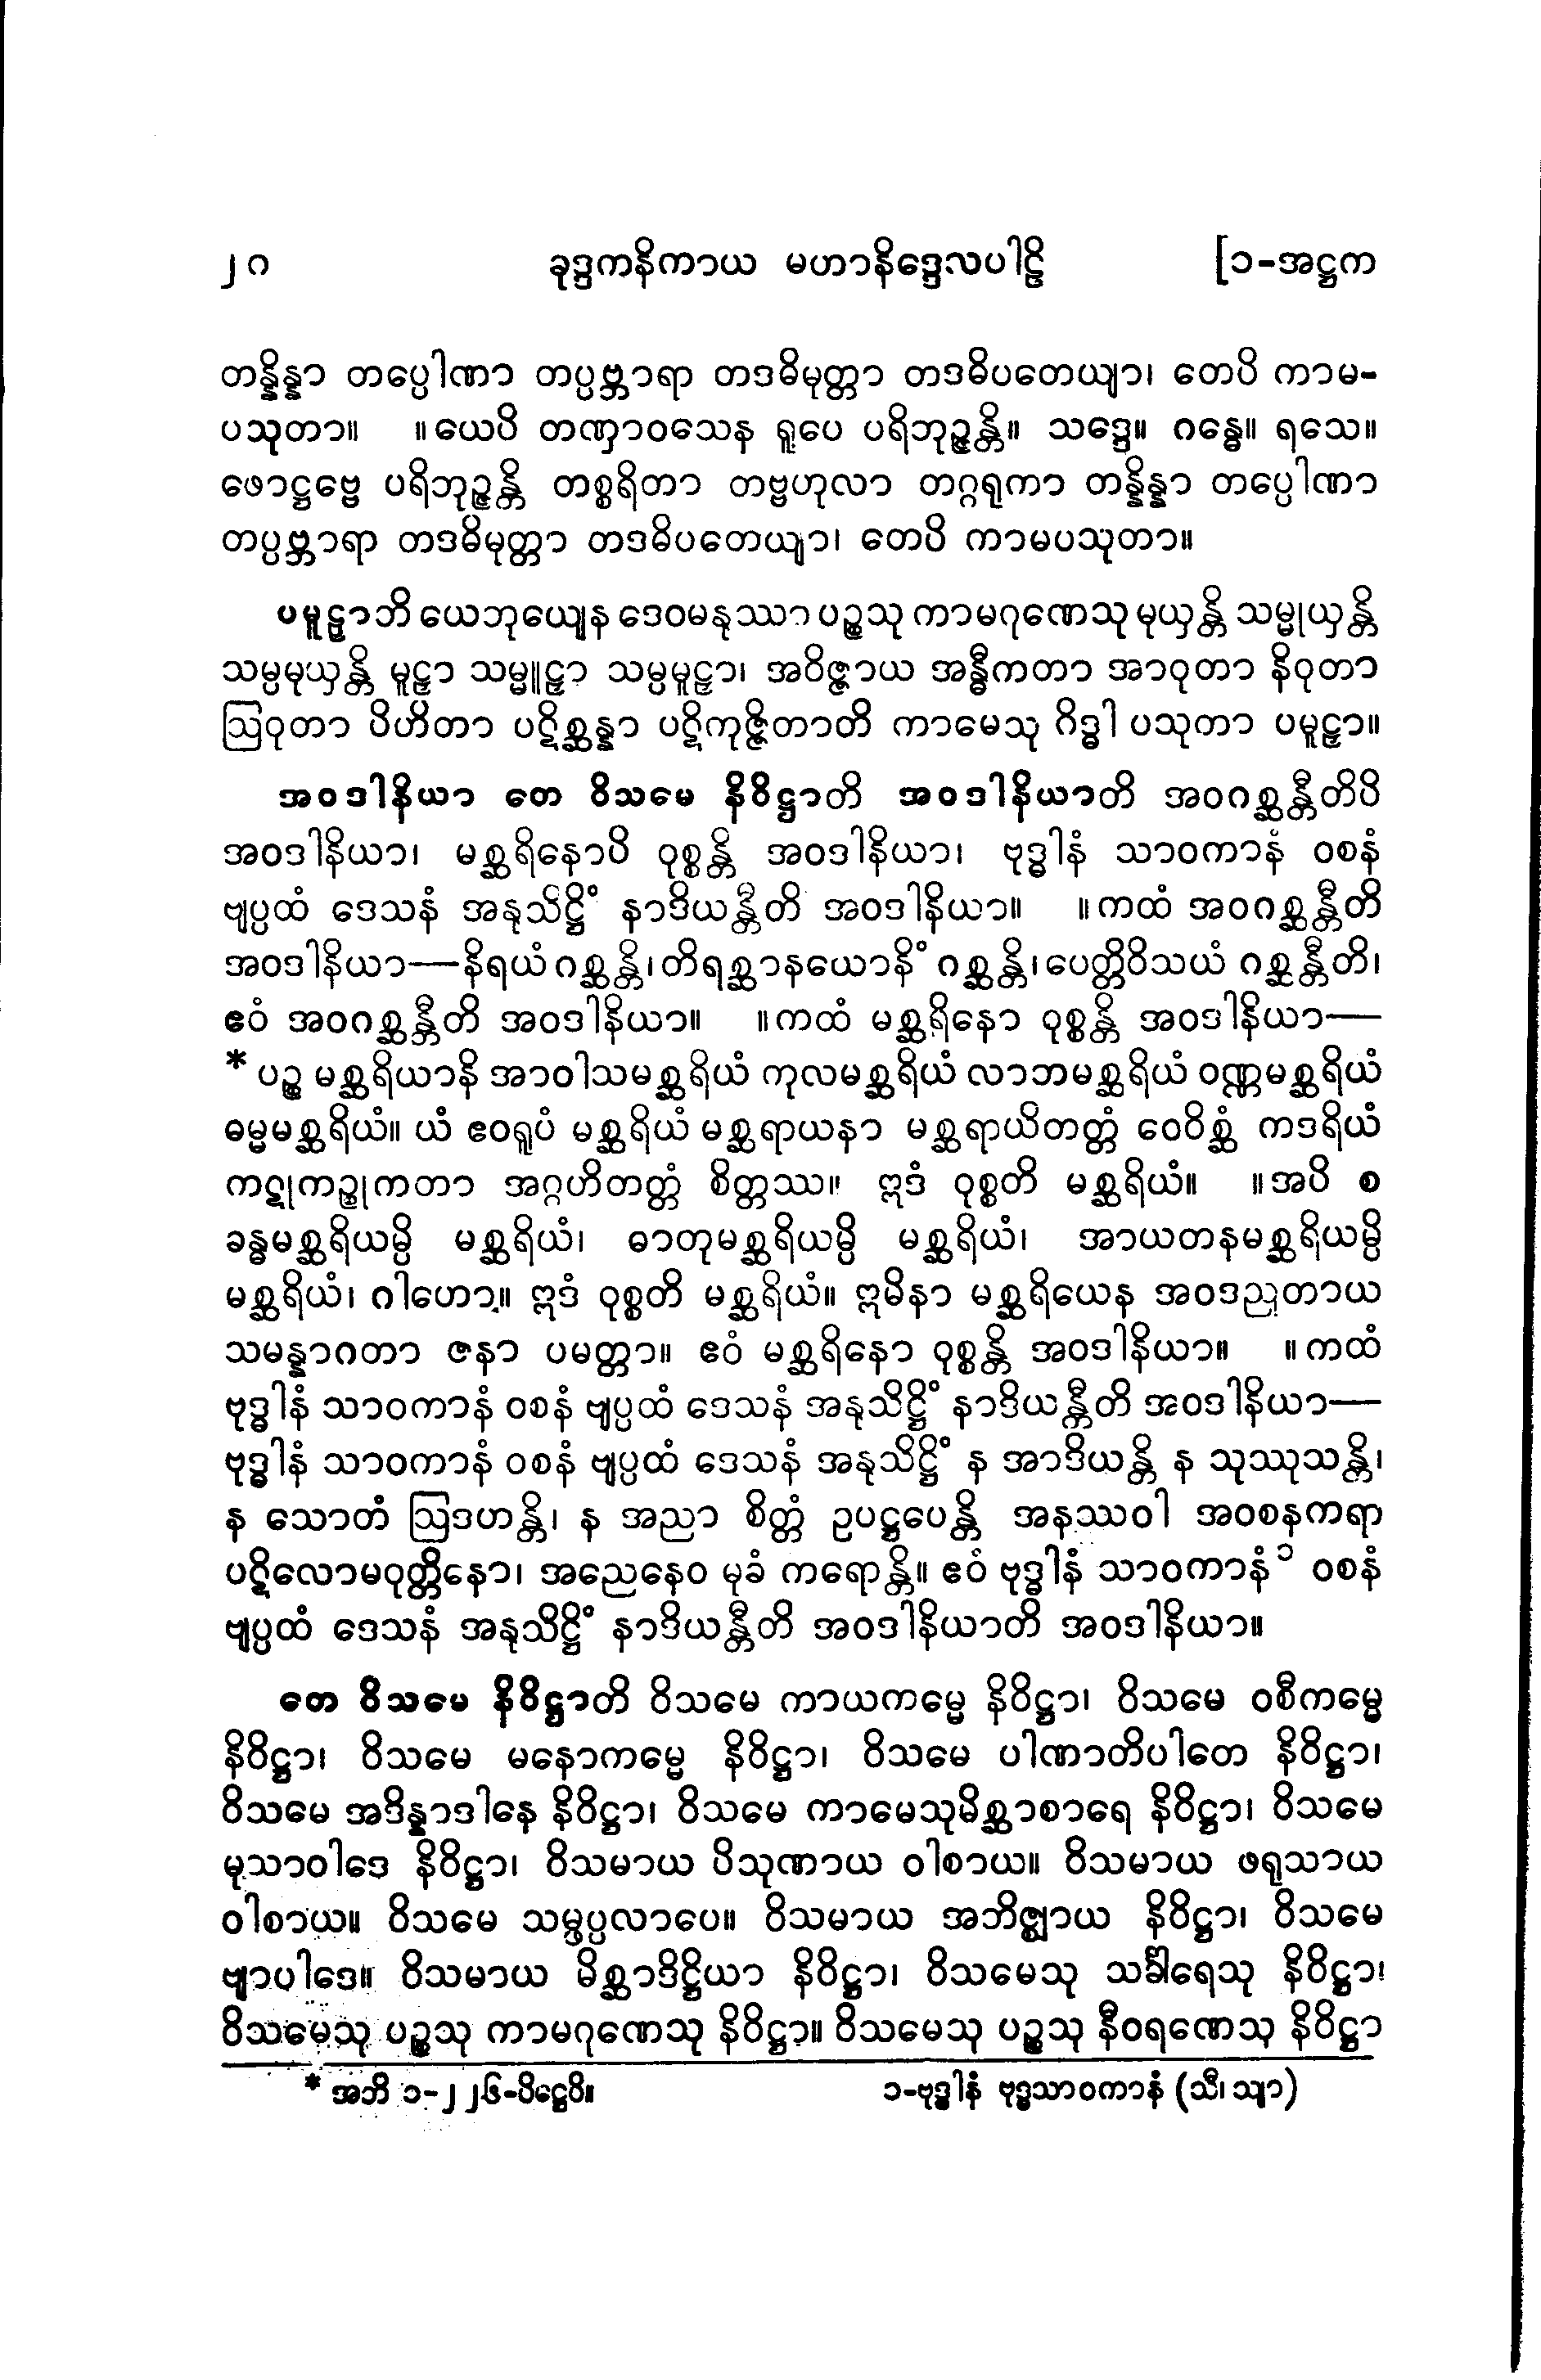 ၂၈ ခုဒ္ဒကနိကာယ မဟာနိဒ္ဒေသပါဠိ [၁-အဋ္ဌက
တန္နိန္နာ တပ္ပေါဏာ တပ္ပဗ္ဘာရာ တဒဓိမုတ္တာ တဒဓိပတေယျာ၊ တေပိ ကာမ-
ပသုတာ။ ။ယေပိ တဏှာဝသေန ရူပေ ပရိဘုဉ္ဇန္တိ။ သဒ္ဒေ။ ဂန္ဓေ။ ရသေ။
ဖောဋ္ဌဗ္ဗေ ပရိဘုဉ္ဇန္တိ တစ္စရိတာ တဗ္ဗဟုလာ တဂ္ဂရုကာ တန္နိန္နာ တပ္ပေါဏာ
တပ္ပဗ္ဘာရာ တဒဓိမုတ္တာ တဒဓိပတေယျာ၊ တေပိ ကာမပသုတာ။
ပမူဠှာဘိ ယေဘုယျေန ဒေဝမနုဿာ ပဉ္စသု ကာမဂုဏေသု မုယှန္တိ သမ္မုယှန္တိ
သမ္ပမုယှန္တိ မူဠှာ သမ္မူဠှာ သမ္ပမူဠှာ၊ အဝိဇ္ဇာယ အန္ဓီကတာ အာဝုတာ နိဝုတာ
ဩဝုတာ ပိဟိတာ ပဋိစ္ဆန္နာ ပဋိကုဇ္ဇိတာတိ ကာမေသု ဂိဒ္ဓါ ပသုတာ ပမူဠှာ။
အဝဒါနိယာ တေ ဝိသမေ နိဝိဋ္ဌာတိ အဝဒါနိယာတိ အဝဂစ္ဆန္တီတိပိ
အဝဒါနိယာ၊ မစ္ဆရိနောပိ ဝုစ္စန္တိ အဝဒါနိယာ၊ ဗုဒ္ဓါနံ သာဝကာနံ ဝစနံ
ဗျပ္ပထံ ဒေသနံ အနုသိဋ္ဌိံ နာဒိယန္တီတိ အဝဒါနိယာ။ ။ကထံ အဝဂစ္ဆန္တီတိ
အဝဒါနိယာ—နိရယံ ဂစ္ဆန္တိ၊ တိရစ္ဆာနယောနိံ ဂစ္ဆန္တိ၊ ပေတ္တိဝိသယံ ဂစ္ဆန္တီတိ၊
ဧဝံ အဝဂစ္ဆန္တီတိ အဝဒါနိယာ။ ။ကထံ မစ္ဆရိနော ဝုစ္စန္တိ အဝဒါနိယာ—
* ပဉ္စ မစ္ဆရိယာနိ အာဝါသမစ္ဆရိယံ ကုလမစ္ဆရိယံ လာဘမစ္ဆရိယံ ဝဏ္ဏမစ္ဆရိယံ
ဓမ္မမစ္ဆရိယံ။ ယံ ဧဝရူပံ မစ္ဆရိယံ မစ္ဆရာယနာ မစ္ဆရာယိတတ္တံ ဝေဝိစ္ဆံ ကဒရိယံ
ကဋုကဉ္စုကတာ အဂ္ဂဟိတတ္တံ စိတ္တဿ။ ဣဒံ ဝုစ္စတိ မစ္ဆရိယံ။ ။အပိ စ
ခန္ဓမစ္ဆရိယမ္ပိ မစ္ဆရိယံ၊ ဓာတုမစ္ဆရိယမ္ပိ မစ္ဆရိယံ၊ အာယတနမစ္ဆရိယမ္ပိ
မစ္ဆရိယံ၊ ဂါဟော။ ဣဒံ ဝုစ္စတိ မစ္ဆရိယံ။ ဣမိနာ မစ္ဆရိယေန အဝဒညုတာယ
သမန္နာဂတာ ဇနာ ပမတ္တာ။ ဧဝံ မစ္ဆရိနော ဝုစ္စန္တိ အဝဒါနိယာ။ ။ကထံ
ဗုဒ္ဓါနံ သာဝကာနံ ဝစနံ ဗျပ္ပထံ ဒေသနံ အနုသိဋ္ဌိံ နာဒိယန္တီတိ အဝဒါနိယာ—
ဗုဒ္ဓါနံ သာဝကာနံ ဝစနံ ဗျပ္ပထံ ဒေသနံ အနုသိဋ္ဌိံ န အာဒိယန္တိ န သုဿုသန္တိ၊
န သောတံ ဩဒဟန္တိ၊ န အညာ စိတ္တံ ဥပဋ္ဌပေန္တိ အနဿဝါ အဝစနကရာ
ပဋိလောမဝုတ္တိနော၊ အညေနေဝ မုခံ ကရောန္တိ။ ဧဝံ ဗုဒ္ဓါနံ သာဝကာနံ ၁ ဝစနံ
ဗျပ္ပထံ ဒေသနံ အနုသိဋ္ဌိံ နာဒိယန္တီတိ အဝဒါနိယာတိ အဝဒါနိယာ။
တေ ဝိသမေ နိဝိဋ္ဌာတိ ဝိသမေ ကာယကမ္မေ နိဝိဋ္ဌာ၊ ဝိသမေ ဝစီကမ္မေ
နိဝိဋ္ဌာ၊ ဝိသမေ မနောကမ္မေ နိဝိဋ္ဌာ၊ ဝိသမေ ပါဏာတိပါတေ နိဝိဋ္ဌာ၊
ဝိသမေ အဒိန္နာဒါနေ နိဝိဋ္ဌာ၊ ဝိသမေ ကာမေသုမိစ္ဆာစာရေ နိဝိဋ္ဌာ၊ ဝိသမေ
မုသာဝါဒေ နိဝိဋ္ဌာ၊ ဝိသမာယ ပိသုဏာယ ဝါစာယ။ ဝိသမာယ ဖရုသာယ
ဝါစာယ။ ဝိသမေ သမ္ဖပ္ပလာပေ။ ဝိသမာယ အဘိဇ္ဈာယ နိဝိဋ္ဌာ၊ ဝိသမေ
ဗျာပါဒေ။ ဝိသမာယ မိစ္ဆာဒိဋ္ဌိယာ နိဝိဋ္ဌာ၊ ဝိသမေသု သင်္ခါရေသု နိဝိဋ္ဌာ၊
ဝိသမေသု ပဉ္စသု ကာမဂုဏေသု နိဝိဋ္ဌာ။ ဝိသမေသု ပဉ္စသု နီဝရဏေသု နိဝိဋ္ဌာ
* အဘိ ၁-၂၂၆-ပိဋ္ဌေပိ။ ၁-ဗုဒ္ဓါနံ ဗုဒ္ဓသာဝကာနံ (သီ၊ သျာ)